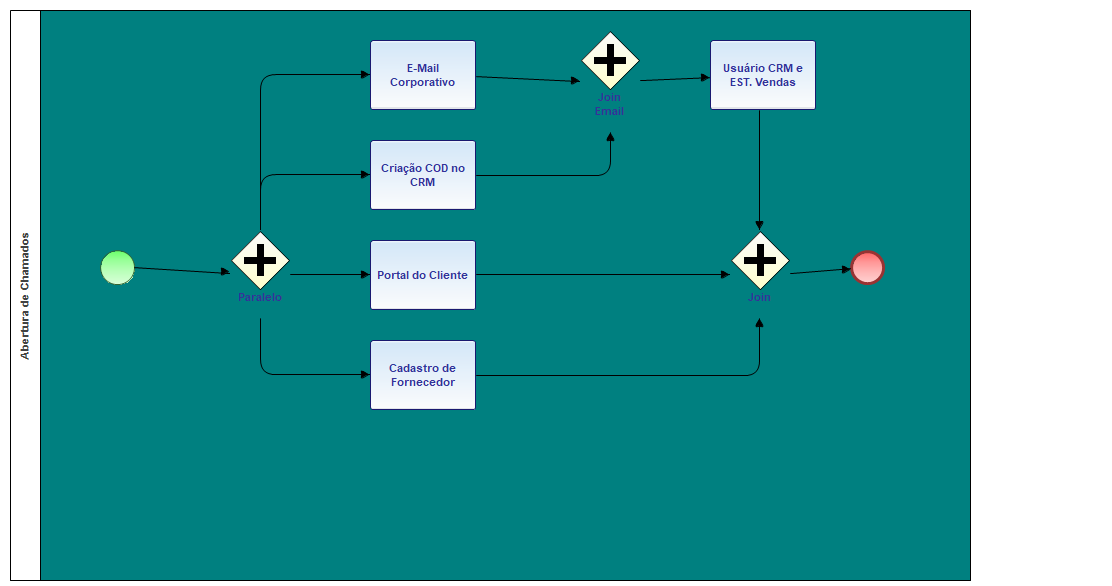 Abertura de Chamados
E-Mail
Corporativo
Join
Email
Usuário CRM e
EST. Vendas
Criação COD no
CRM
Paralelo
Portal do Cliente
Join
Cadastro de
Fornecedor